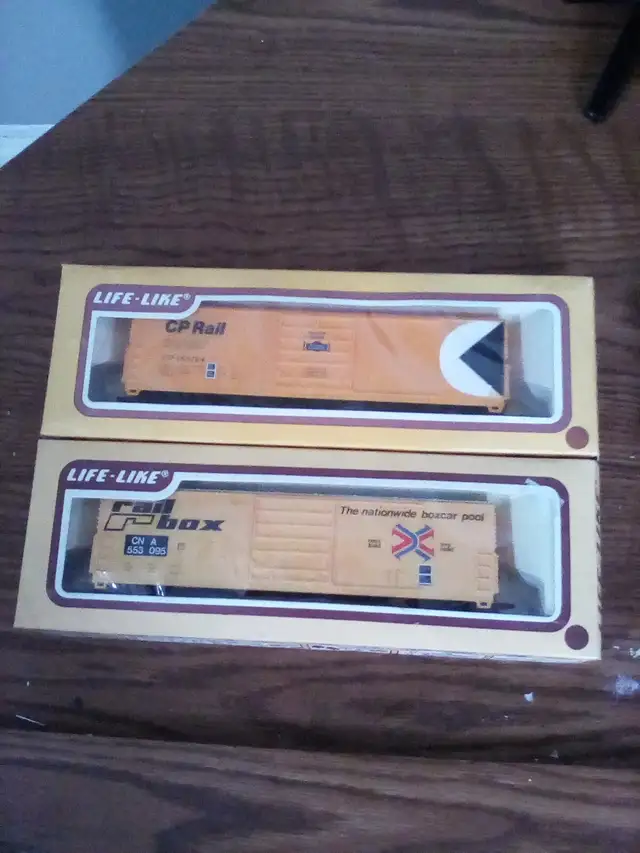 LIFE-LIKE®
CP Rail
LIFE-LIKE®
rail box
The nationwide boxcar pool
CN A
553 095